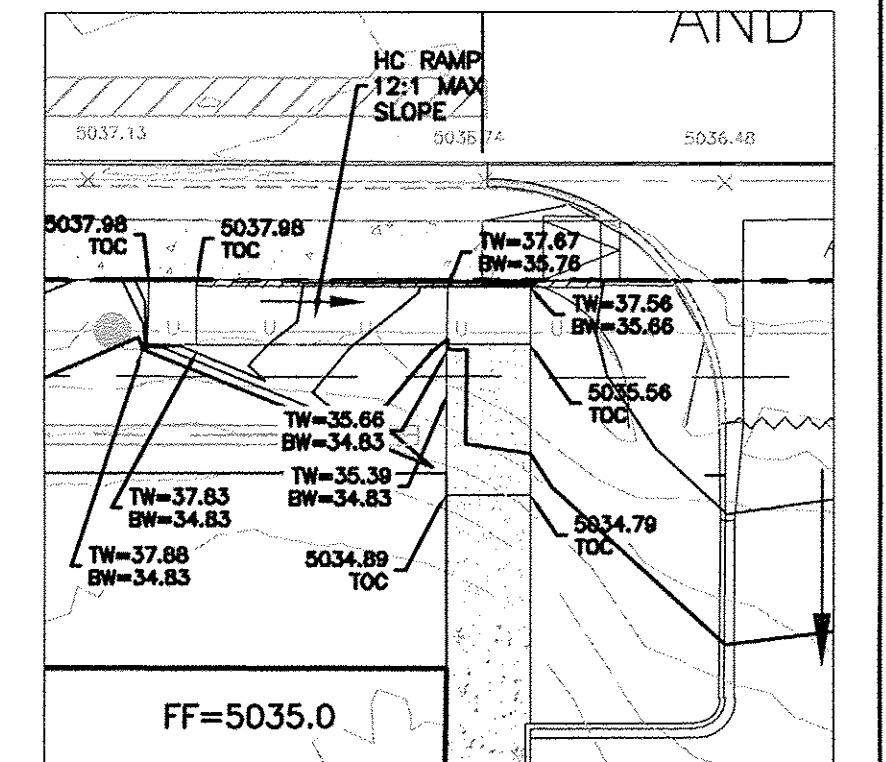 AND
HC RAMP
12:1 MAX
SLOPE
5037.13
5036.48
5037.98
TOC
5037.98
TOC
TW=37.67
BW=35.76
TW=37.56
BW=35.66
U
U
U
U
U
5035.56
TOC
TW=35.66
BW=34.83
TW=35.39
BW=34.83
TW=37.83
BW=34.83
TW=37.88
BW=34.83
5034.89
TOC
5034.79
TOC
FF=5035.0